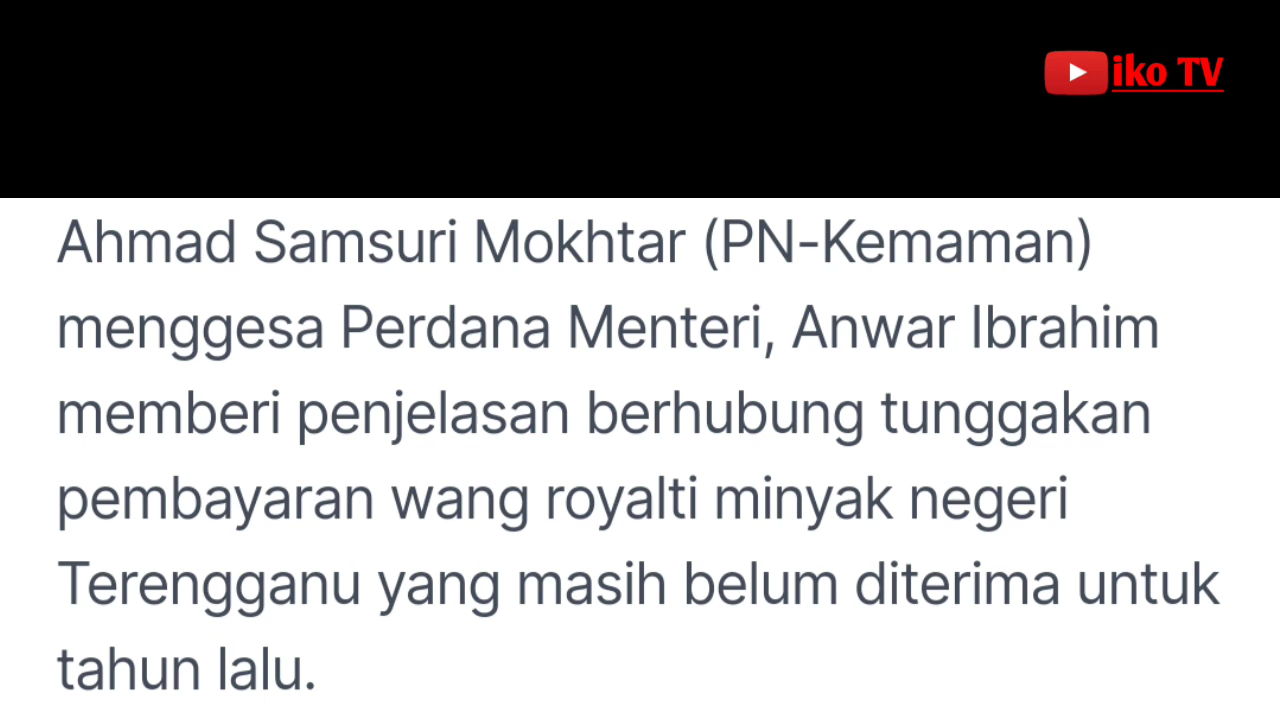 iko TV
Ahmad Samsuri Mokhtar (PN-Kemaman)
menggesa Perdana Menteri, Anwar Ibrahim
memberi penjelasan berhubung tunggakan
pembayaran wang royalti minyak negeri
Terengganu yang masih belum diterima untuk
tahun lalu.